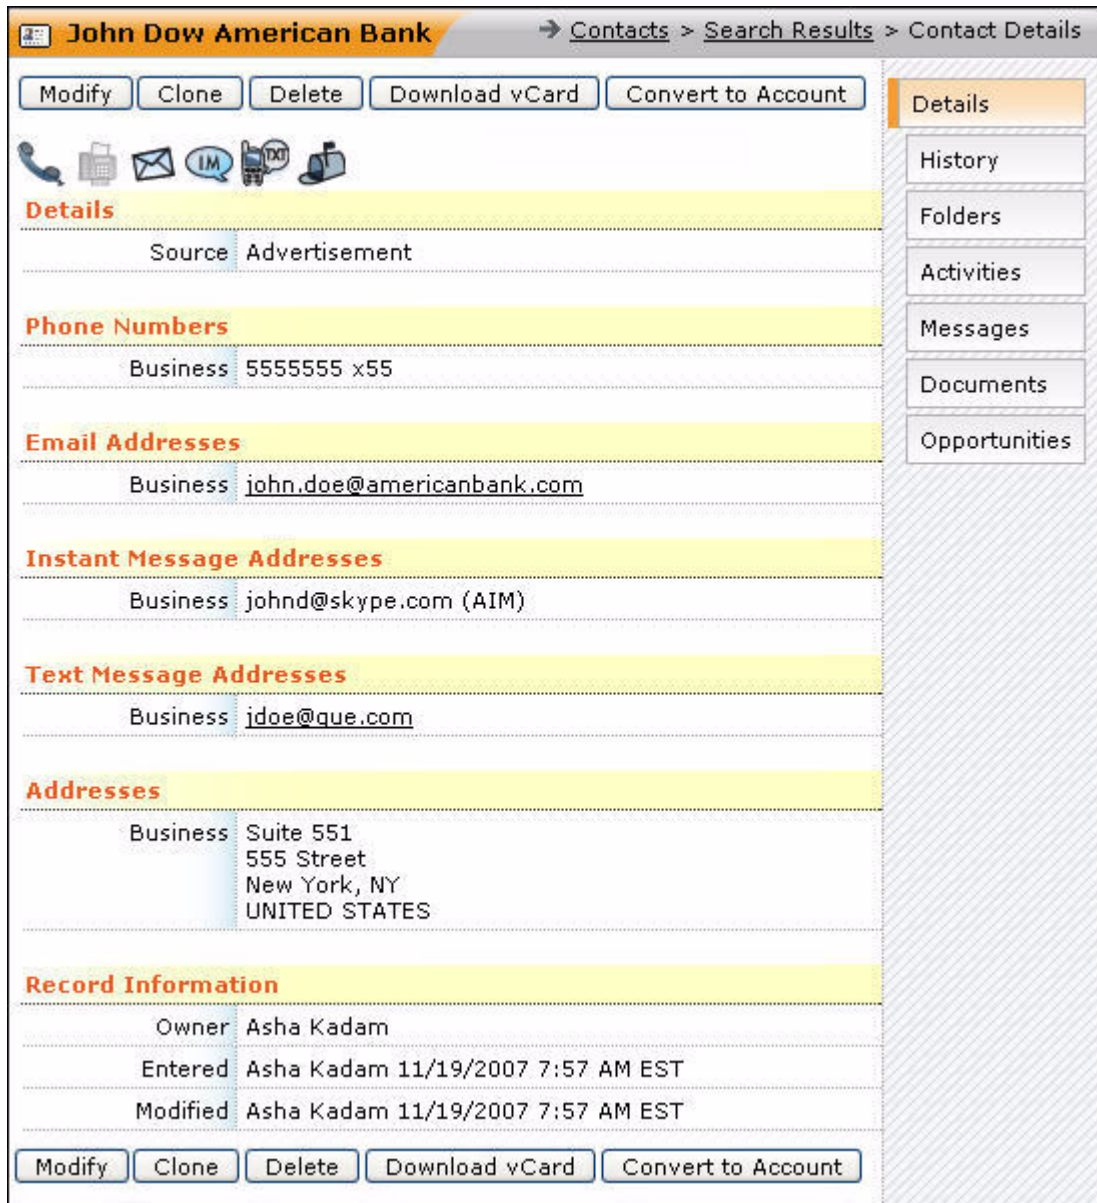 John Dow American Bank
Contacts > Search Results > Contact Details
Modify Clone Delete Download vCard Convert to Account
IM TXT
Details
Source Advertisement
Phone Numbers
Business 5555555 x55
Email Addresses
Business john.doe@americanbank.com
Instant Message Addresses
Business johnd@skype.com (AIM)
Text Message Addresses
Business jdoe@que.com
Addresses
Business Suite 551
555 Street
New York, NY
UNITED STATES
Record Information
Owner Asha Kadam
Entered Asha Kadam 11/19/2007 7:57 AM EST
Modified Asha Kadam 11/19/2007 7:57 AM EST
Modify Clone Delete Download vCard Convert to Account
Details
History
Folders
Activities
Messages
Documents
Opportunities